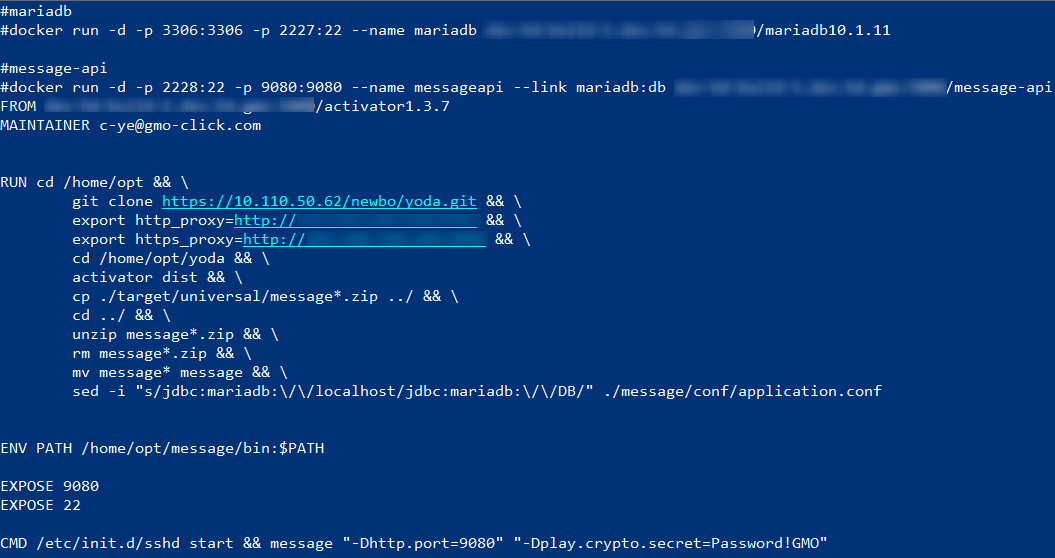 #mariadb
#docker run -d -p 3306:3306 -p 2227:22 --name mariadb /mariadb10.1.11
#message-api
#docker run -d -p 2228:22 -p 9080:9080 --name messageapi --link mariadb:db /message-api
FROM /activator1.3.7
MAINTAINER c-ye@gmo-click.com
RUN cd /home/opt && \
git clone https://10.110.50.62/newbo/yoda.git && \
export http_proxy=http:// && \
export https_proxy=http:// && \
cd /home/opt/yoda && \
activator dist && \
cp ./target/universal/message*.zip ../ && \
cd ../ && \
unzip message*.zip && \
rm message*.zip && \
mv message* message && \
sed -i "s/jdbc:mariadb:\/\/localhost/jdbc:mariadb:\/\/DB/" ./message/conf/application.conf
ENV PATH /home/opt/message/bin:$PATH
EXPOSE 9080
EXPOSE 22
CMD /etc/init.d/sshd start && message "-Dhttp.port=9080" "-Dplay.crypto.secret=Password!GMO"